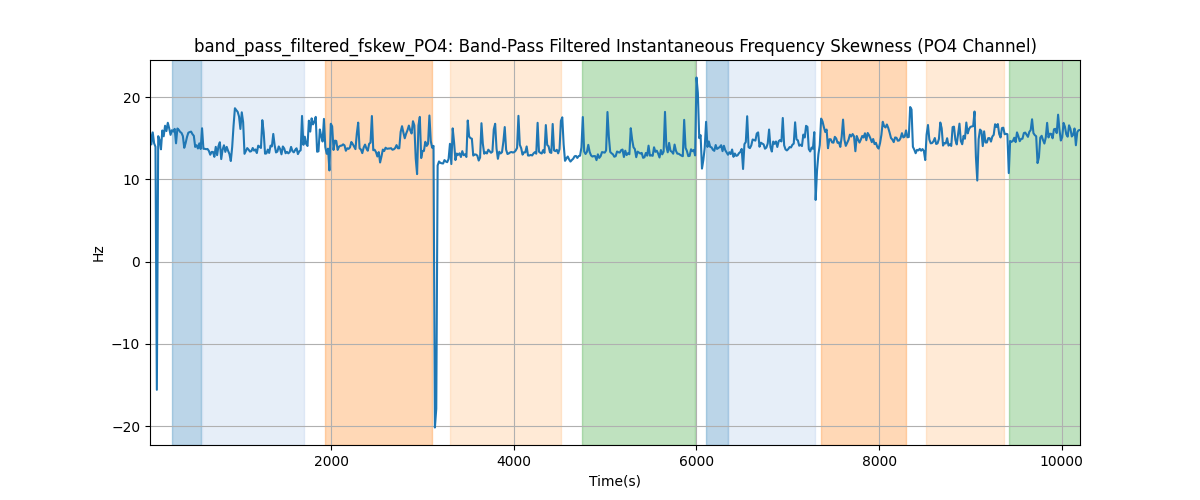 band_pass_filtered_fskew_PO4: Band-Pass Filtered Instantaneous Frequency Skewness (PO4 Channel)
20
10
0
−10
−20
Hz
2000 4000 6000 8000 10000
Time(s)